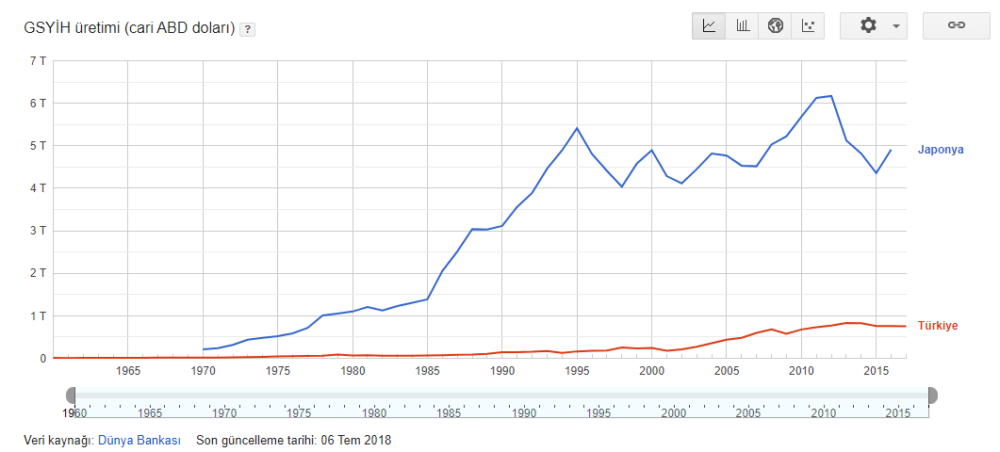 GSYİH üretimi (cari ABD doları) ?
7 T
6 T
5 T
4 T
3 T
2 T
1 T
0
Japonya
Türkiye
1965 1970 1975 1980 1985 1990 1995 2000 2005 2010 2015
1960 1965 1970 1975 1980 1985 1990 1995 2000 2005 2010 2015
Veri kaynağı: Dünya Bankası Son güncelleme tarihi: 06 Tem 2018